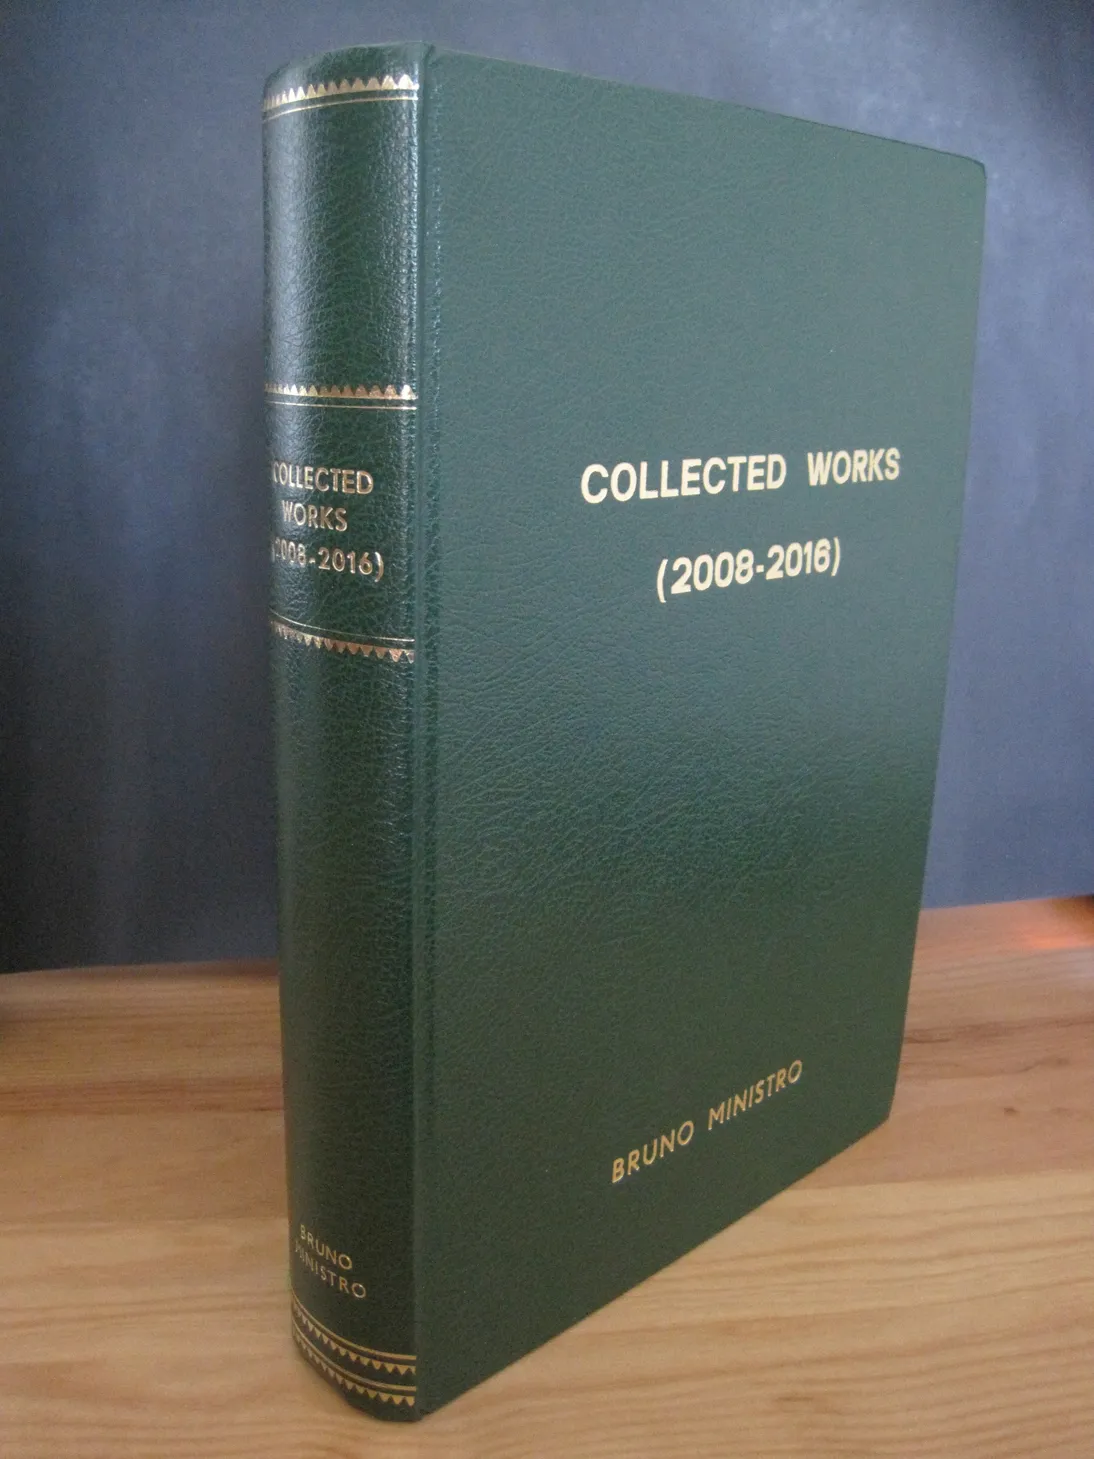 COLLECTED
WORKS
(2008-2016)
BRUNO
MINISTRO
COLLECTED WORKS
(2008-2016)
BRUNO MINISTRO